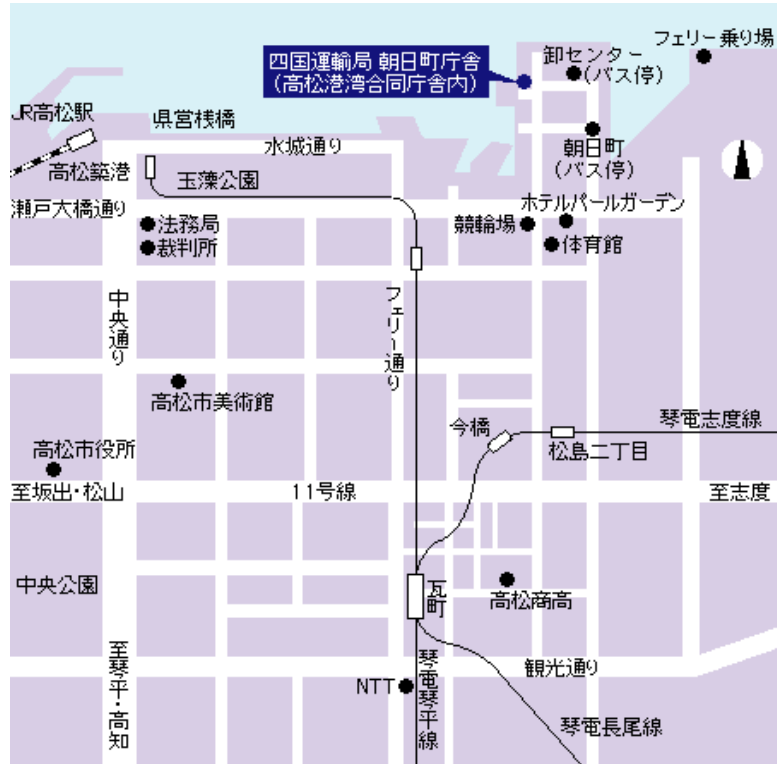 フェリー乗り場
四国運輸局 朝日町庁舎
(高松港湾合同庁舎内)
卸センター
(バス停)
JR高松駅
県営桟橋
水城通り
朝日町
(バス停)
高松築港
玉藻公園
瀬戸大橋通り
ホテルパールガーデン
法務局
競輪場
裁判所
体育館
中央通り
フェリー通り
高松市美術館
琴電志度線
今橋
高松市役所
松島二丁目
至坂出・松山
11号線
至志度
中央公園
瓦町
高松商高
至琴平・高知
琴電琴平線
観光通り
NTT
琴電長尾線